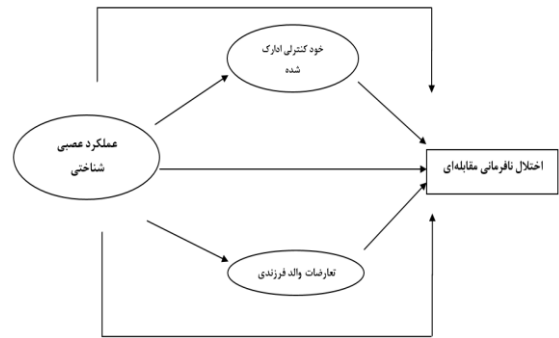 خود کنترلی ادارک
شده
عملکرد عصبی
شناختی
اختلال نافرمانی مقابله‌ای
تعارضات والد فرزندی